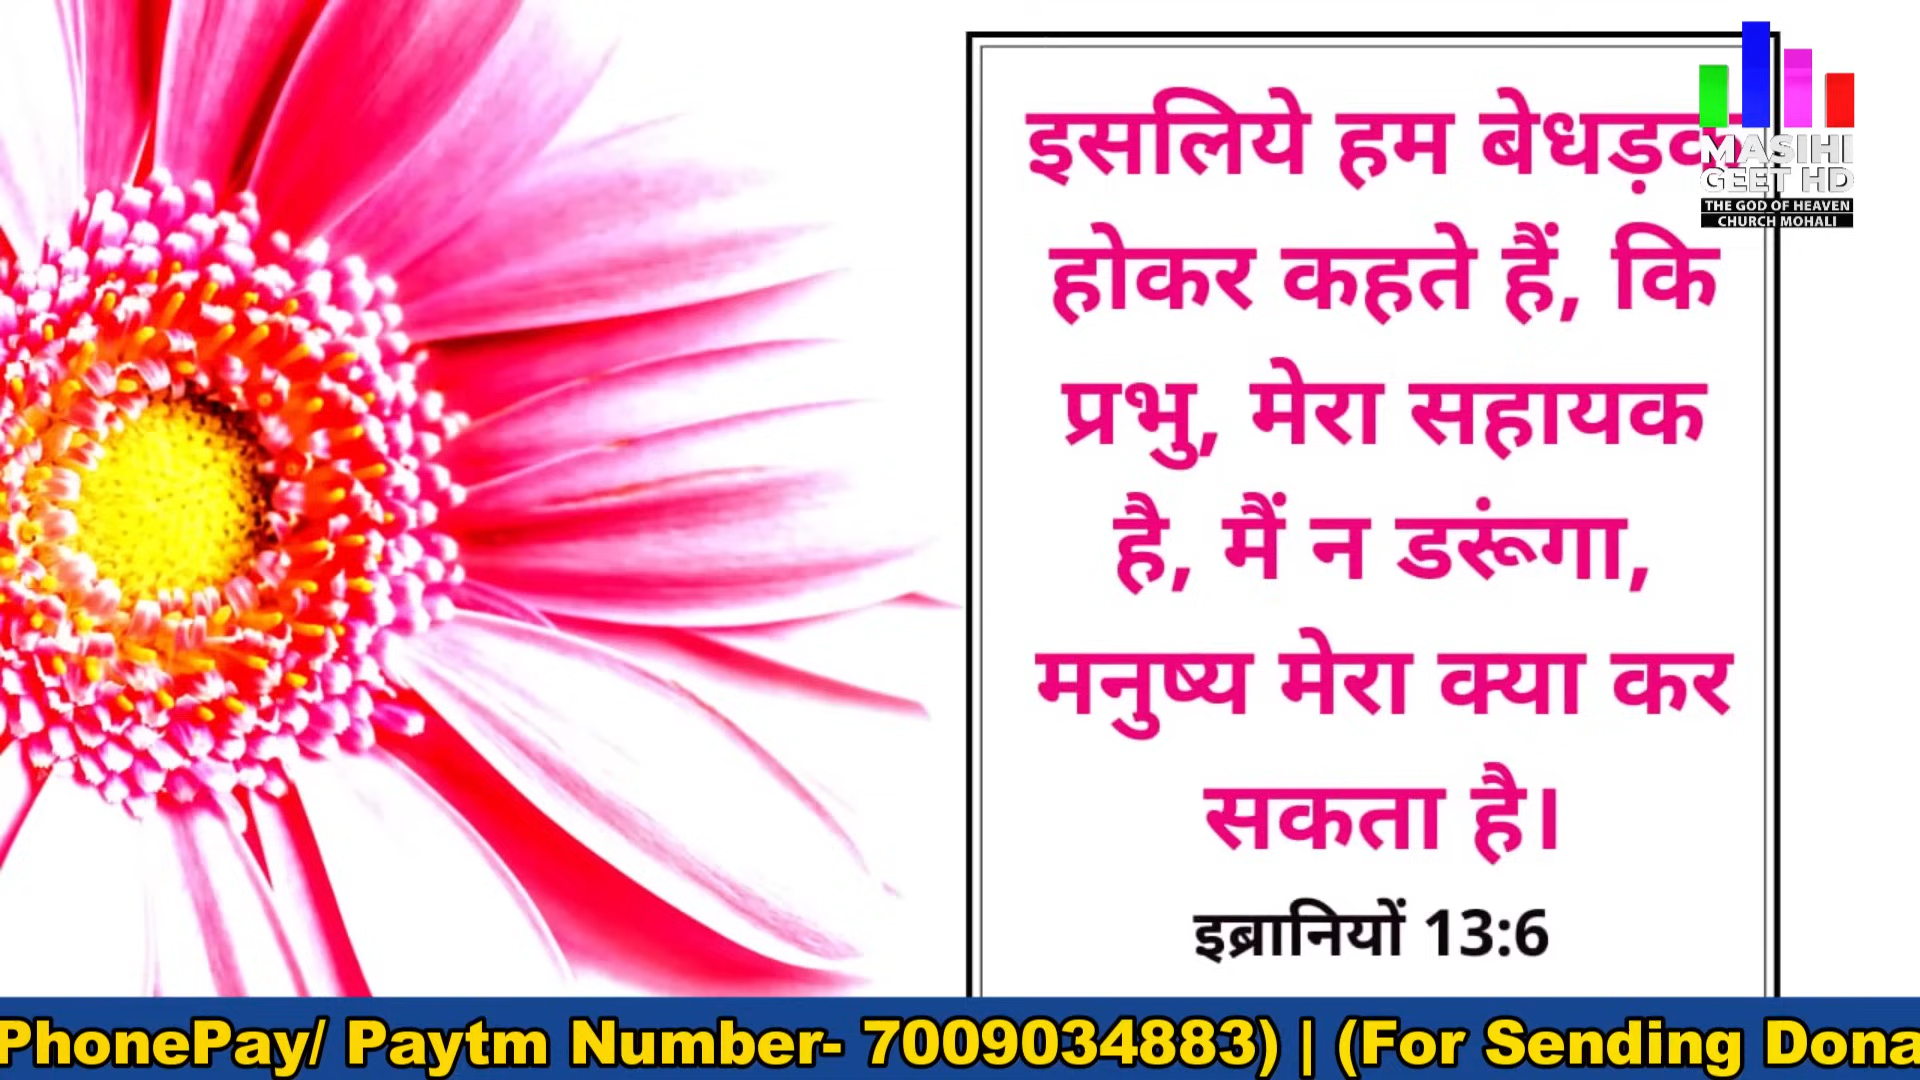 इसलिये हम बेधड़क
होकर कहते हैं, कि
प्रभु, मेरा सहायक
है, मैं न डरूंगा,
मनुष्य मेरा क्या कर
सकता है।
इब्रानियों 13:6
MASIHI
GEET HD
THE GOD OF HEAVEN
CHURCH MOHALI
PhonePay/ Paytm Number- 7009034883) | (For Sending Dona